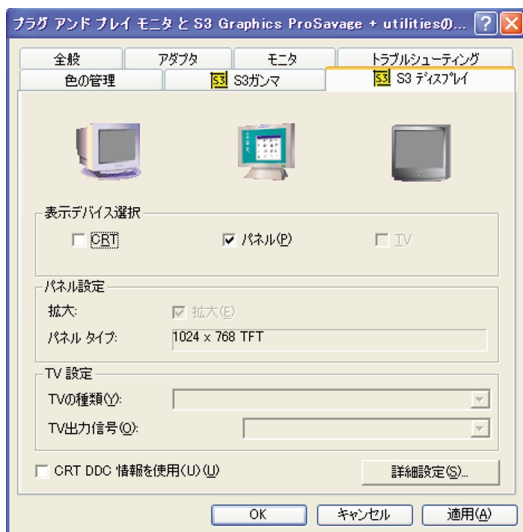 プラグ アンド プレイ モニタ と S3 Graphics ProSavage + utilitiesの...
全般 アダプタ モニタ トラブルシューティング
色の管理 S3 S3ガンマ S3 S3 ディスプレイ
表示デバイス選択
CRT パネル(P) TV
パネル設定
拡大: 拡大(E)
パネル タイプ: 1024 x 768 TFT
TV 設定
TVの種類(Y):
TV出力信号(O):
CRT DDC 情報を使用(U)(U) 詳細設定(S)...
OK キャンセル 適用(A)